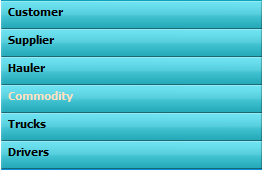 Customer
Supplier
Hauler
Commodity
Trucks
Drivers